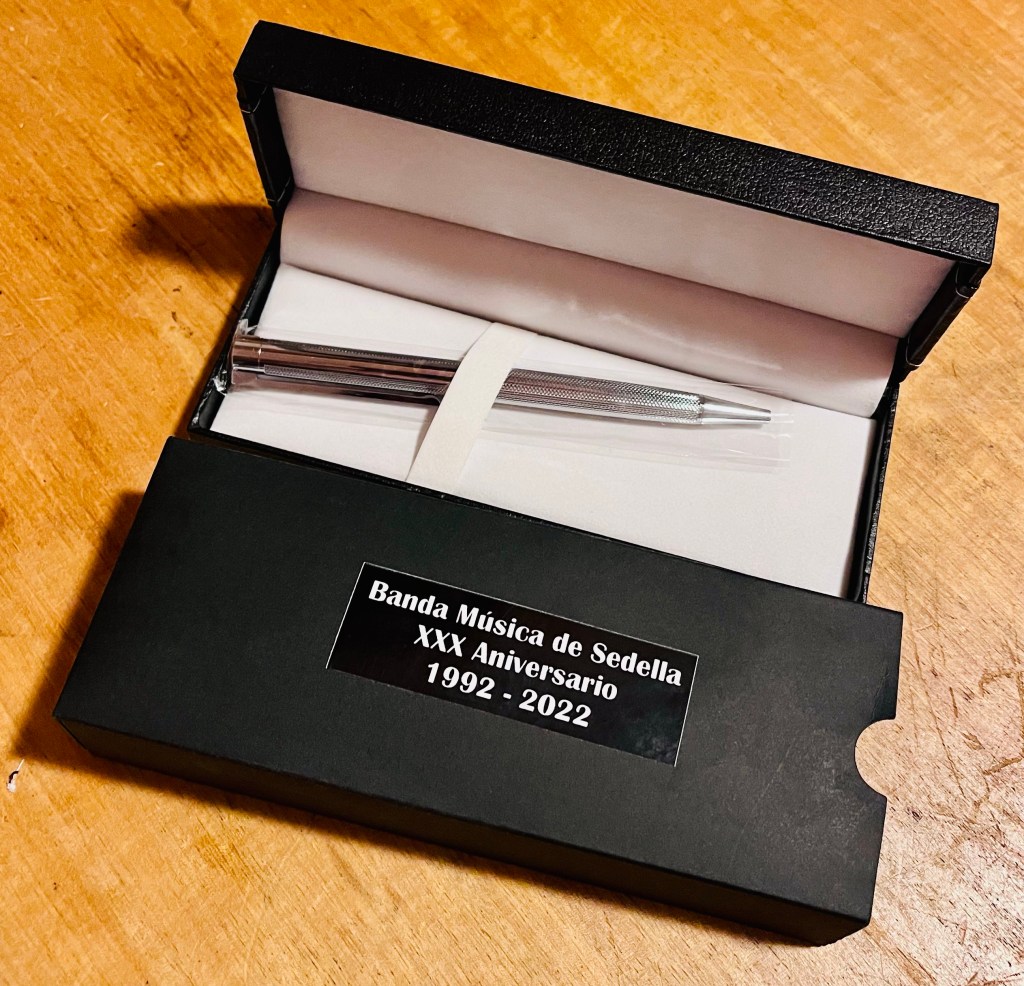 Banda Música de Sedella
XXX Aniversario
1992 - 2022